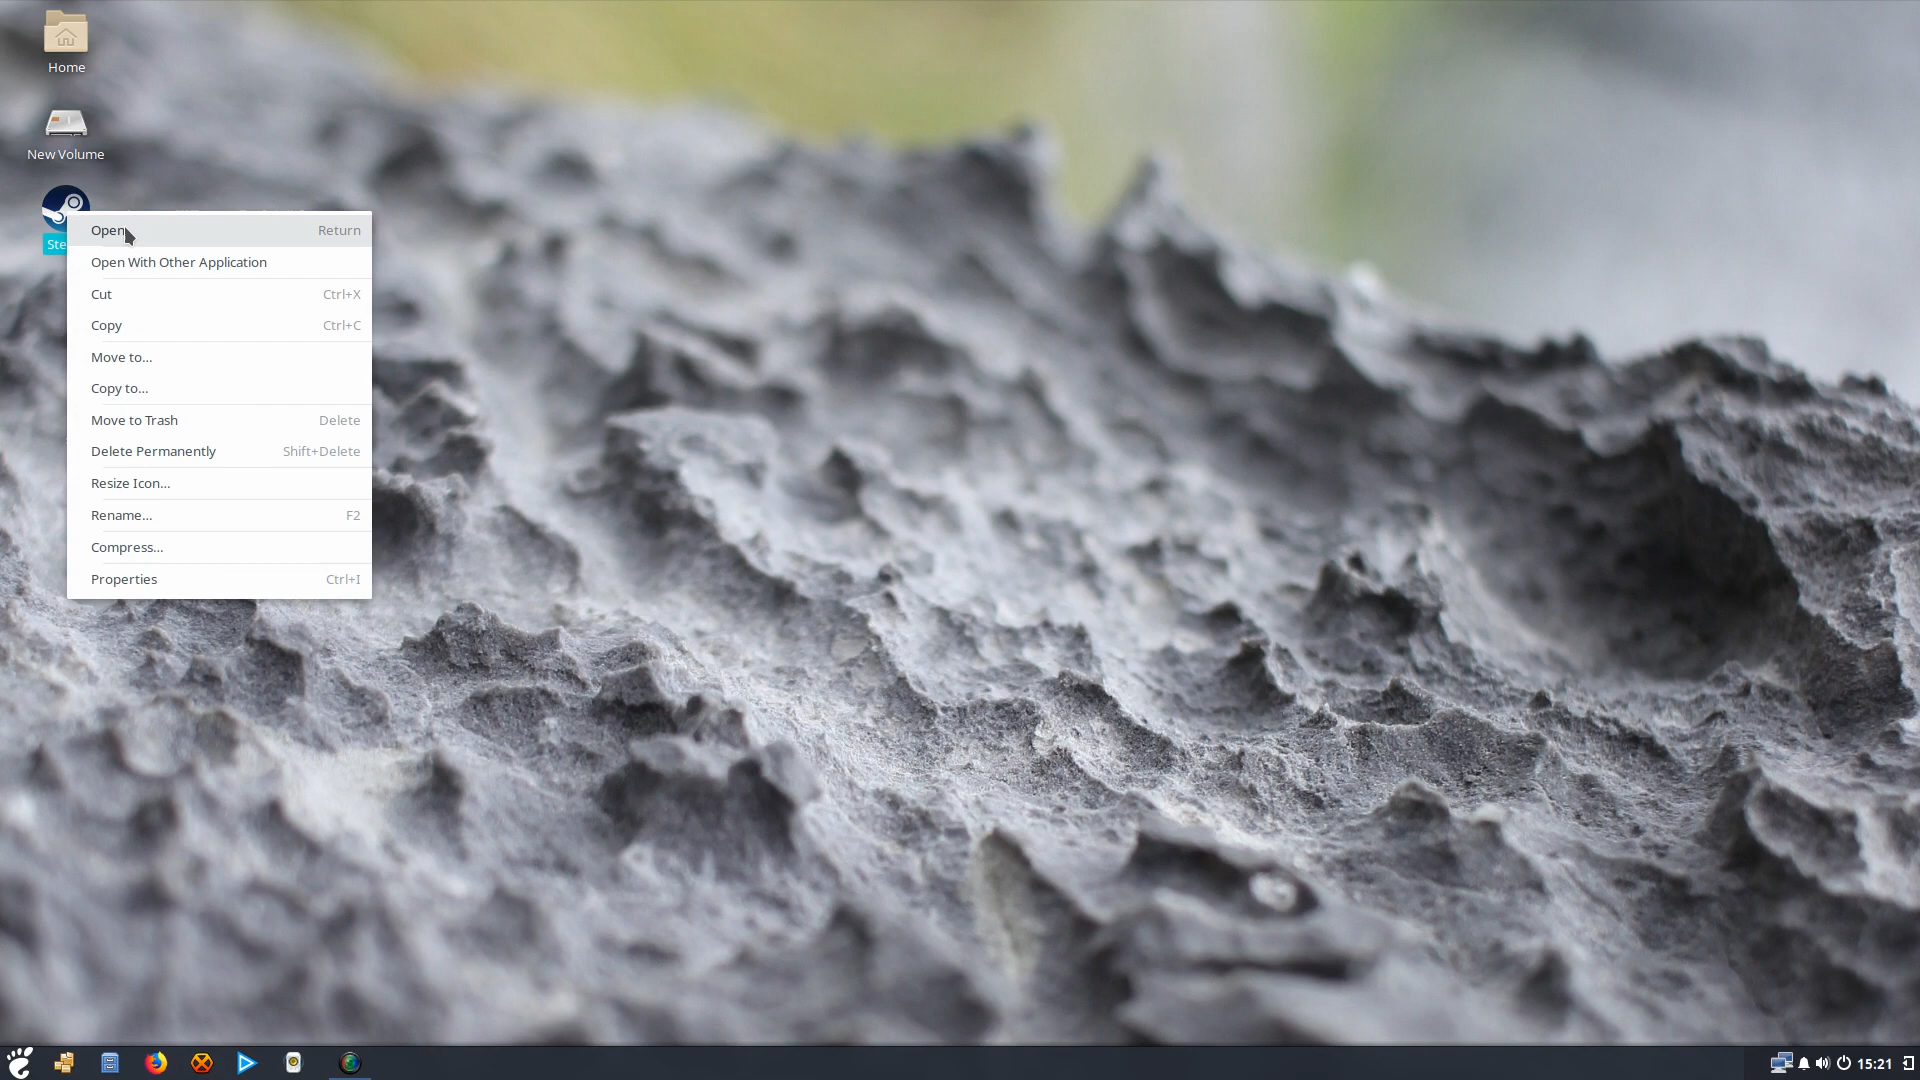 Home
New Volume
Ste
Open Return
Open With Other Application
Cut Ctrl+X
Copy Ctrl+C
Move to...
Copy to...
Move to Trash Delete
Delete Permanently Shift+Delete
Resize Icon...
Rename... F2
Compress...
Properties Ctrl+I
15:21